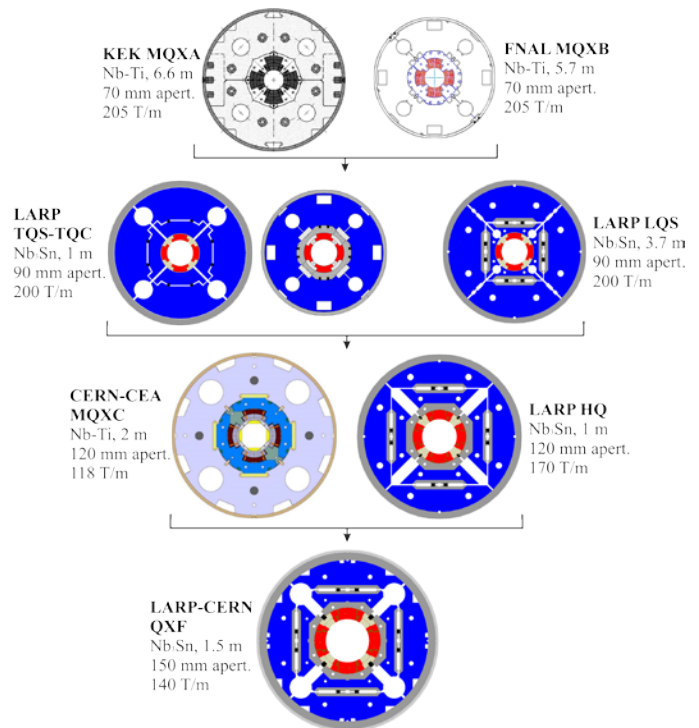 KEK MQXA
Nb-Ti, 6.6 m
70 mm apert.
205 T/m
FNAL MQXB
Nb-Ti, 5.7 m
70 mm apert.
205 T/m
LARP
TQS-TQC
Nb₃Sn, 1 m
90 mm apert.
200 T/m
LARP LQS
Nb₃Sn, 3.7 m
90 mm apert.
200 T/m
CERN-CEA
MQXC
Nb-Ti, 2 m
120 mm apert.
118 T/m
LARP HQ
Nb₃Sn, 1 m
120 mm apert.
170 T/m
LARP-CERN
QXF
Nb₃Sn, 1.5 m
150 mm apert.
140 T/m